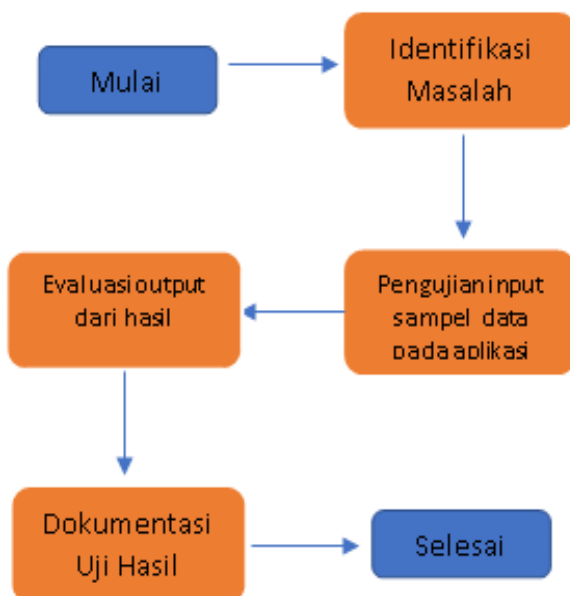 Mulai
Identifikasi
Masalah
Pengujian input
sampel data
pada aplikasi
Evaluasi output
dari hasil
Dokumentasi
Uji Hasil
Selesai